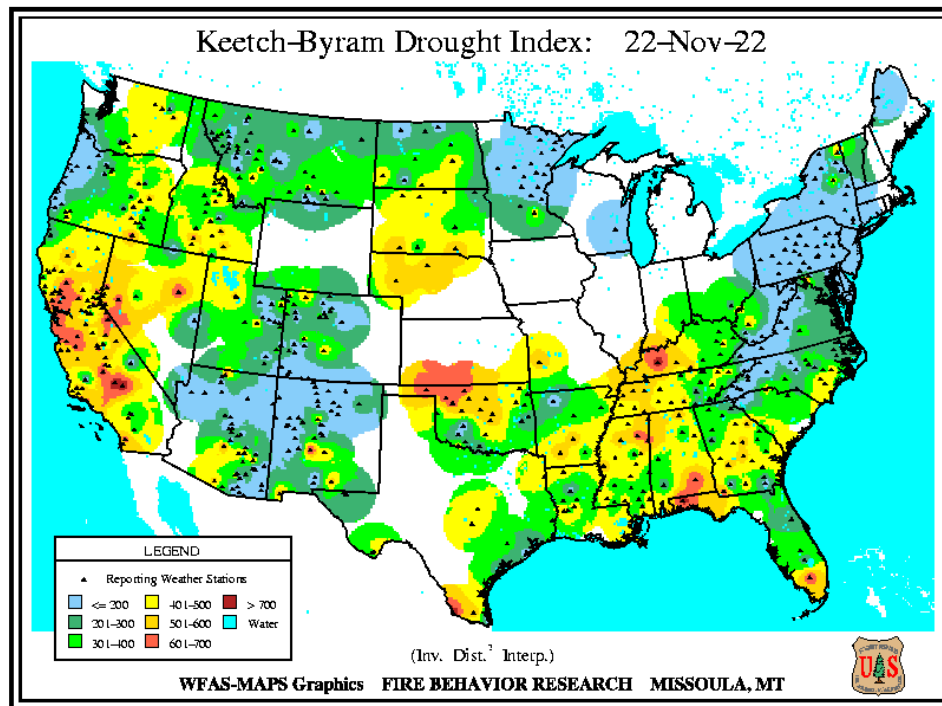 Keetch-Byram Drought Index: 22-Nov-22
LEGEND
Reporting Weather Stations
<= 200
401-500
> 700
201-300
501-600
Water
301-400
601-700
(Inv. Dist.² Interp.)
WFAS-MAPS Graphics FIRE BEHAVIOR RESEARCH MISSOULA, MT
U S